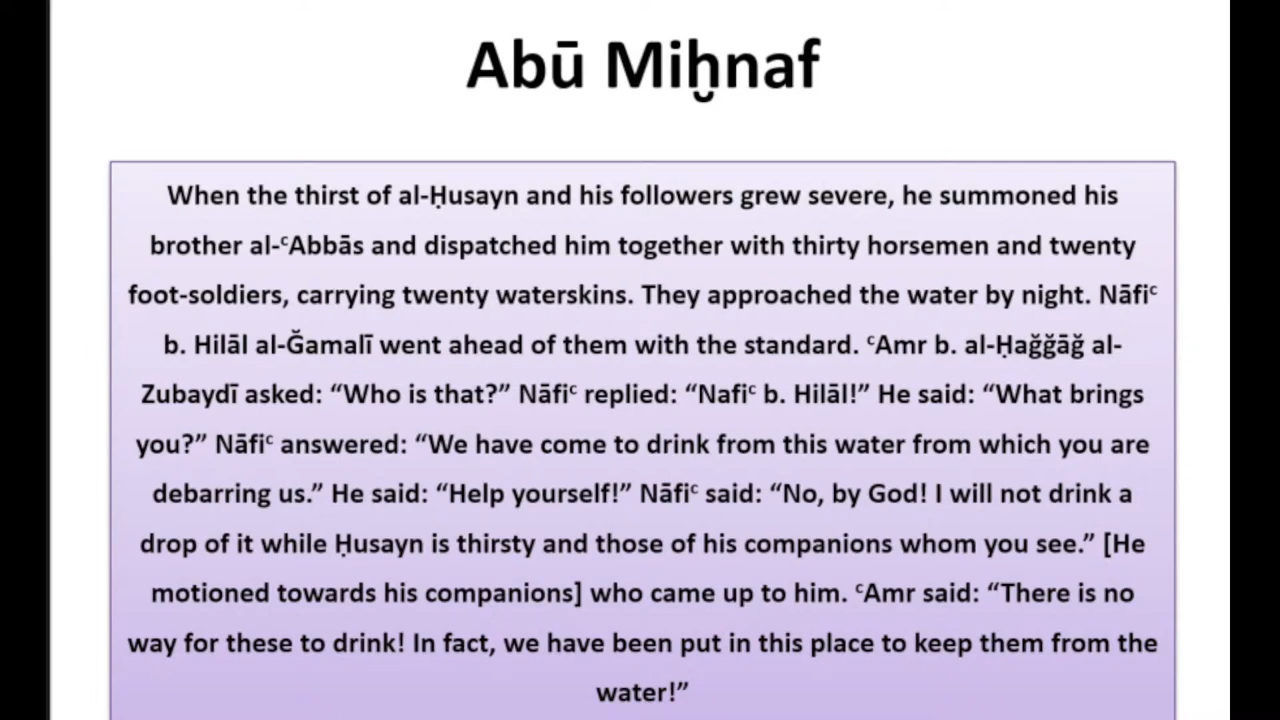 Abū Miḫnaf
When the thirst of al-Ḥusayn and his followers grew severe, he summoned his
brother al-ᶜAbbās and dispatched him together with thirty horsemen and twenty
foot-soldiers, carrying twenty waterskins. They approached the water by night. Nāfiᶜ
b. Hilāl al-Ǧamalī went ahead of them with the standard. ᶜAmr b. al-Ḥaǧǧāǧ al-
Zubaydī asked: “Who is that?” Nāfiᶜ replied: “Nafiᶜ b. Hilāl!” He said: “What brings
you?” Nāfiᶜ answered: “We have come to drink from this water from which you are
debarring us.” He said: “Help yourself!” Nāfiᶜ said: “No, by God! I will not drink a
drop of it while Ḥusayn is thirsty and those of his companions whom you see.” [He
motioned towards his companions] who came up to him. ᶜAmr said: “There is no
way for these to drink! In fact, we have been put in this place to keep them from the
water!”